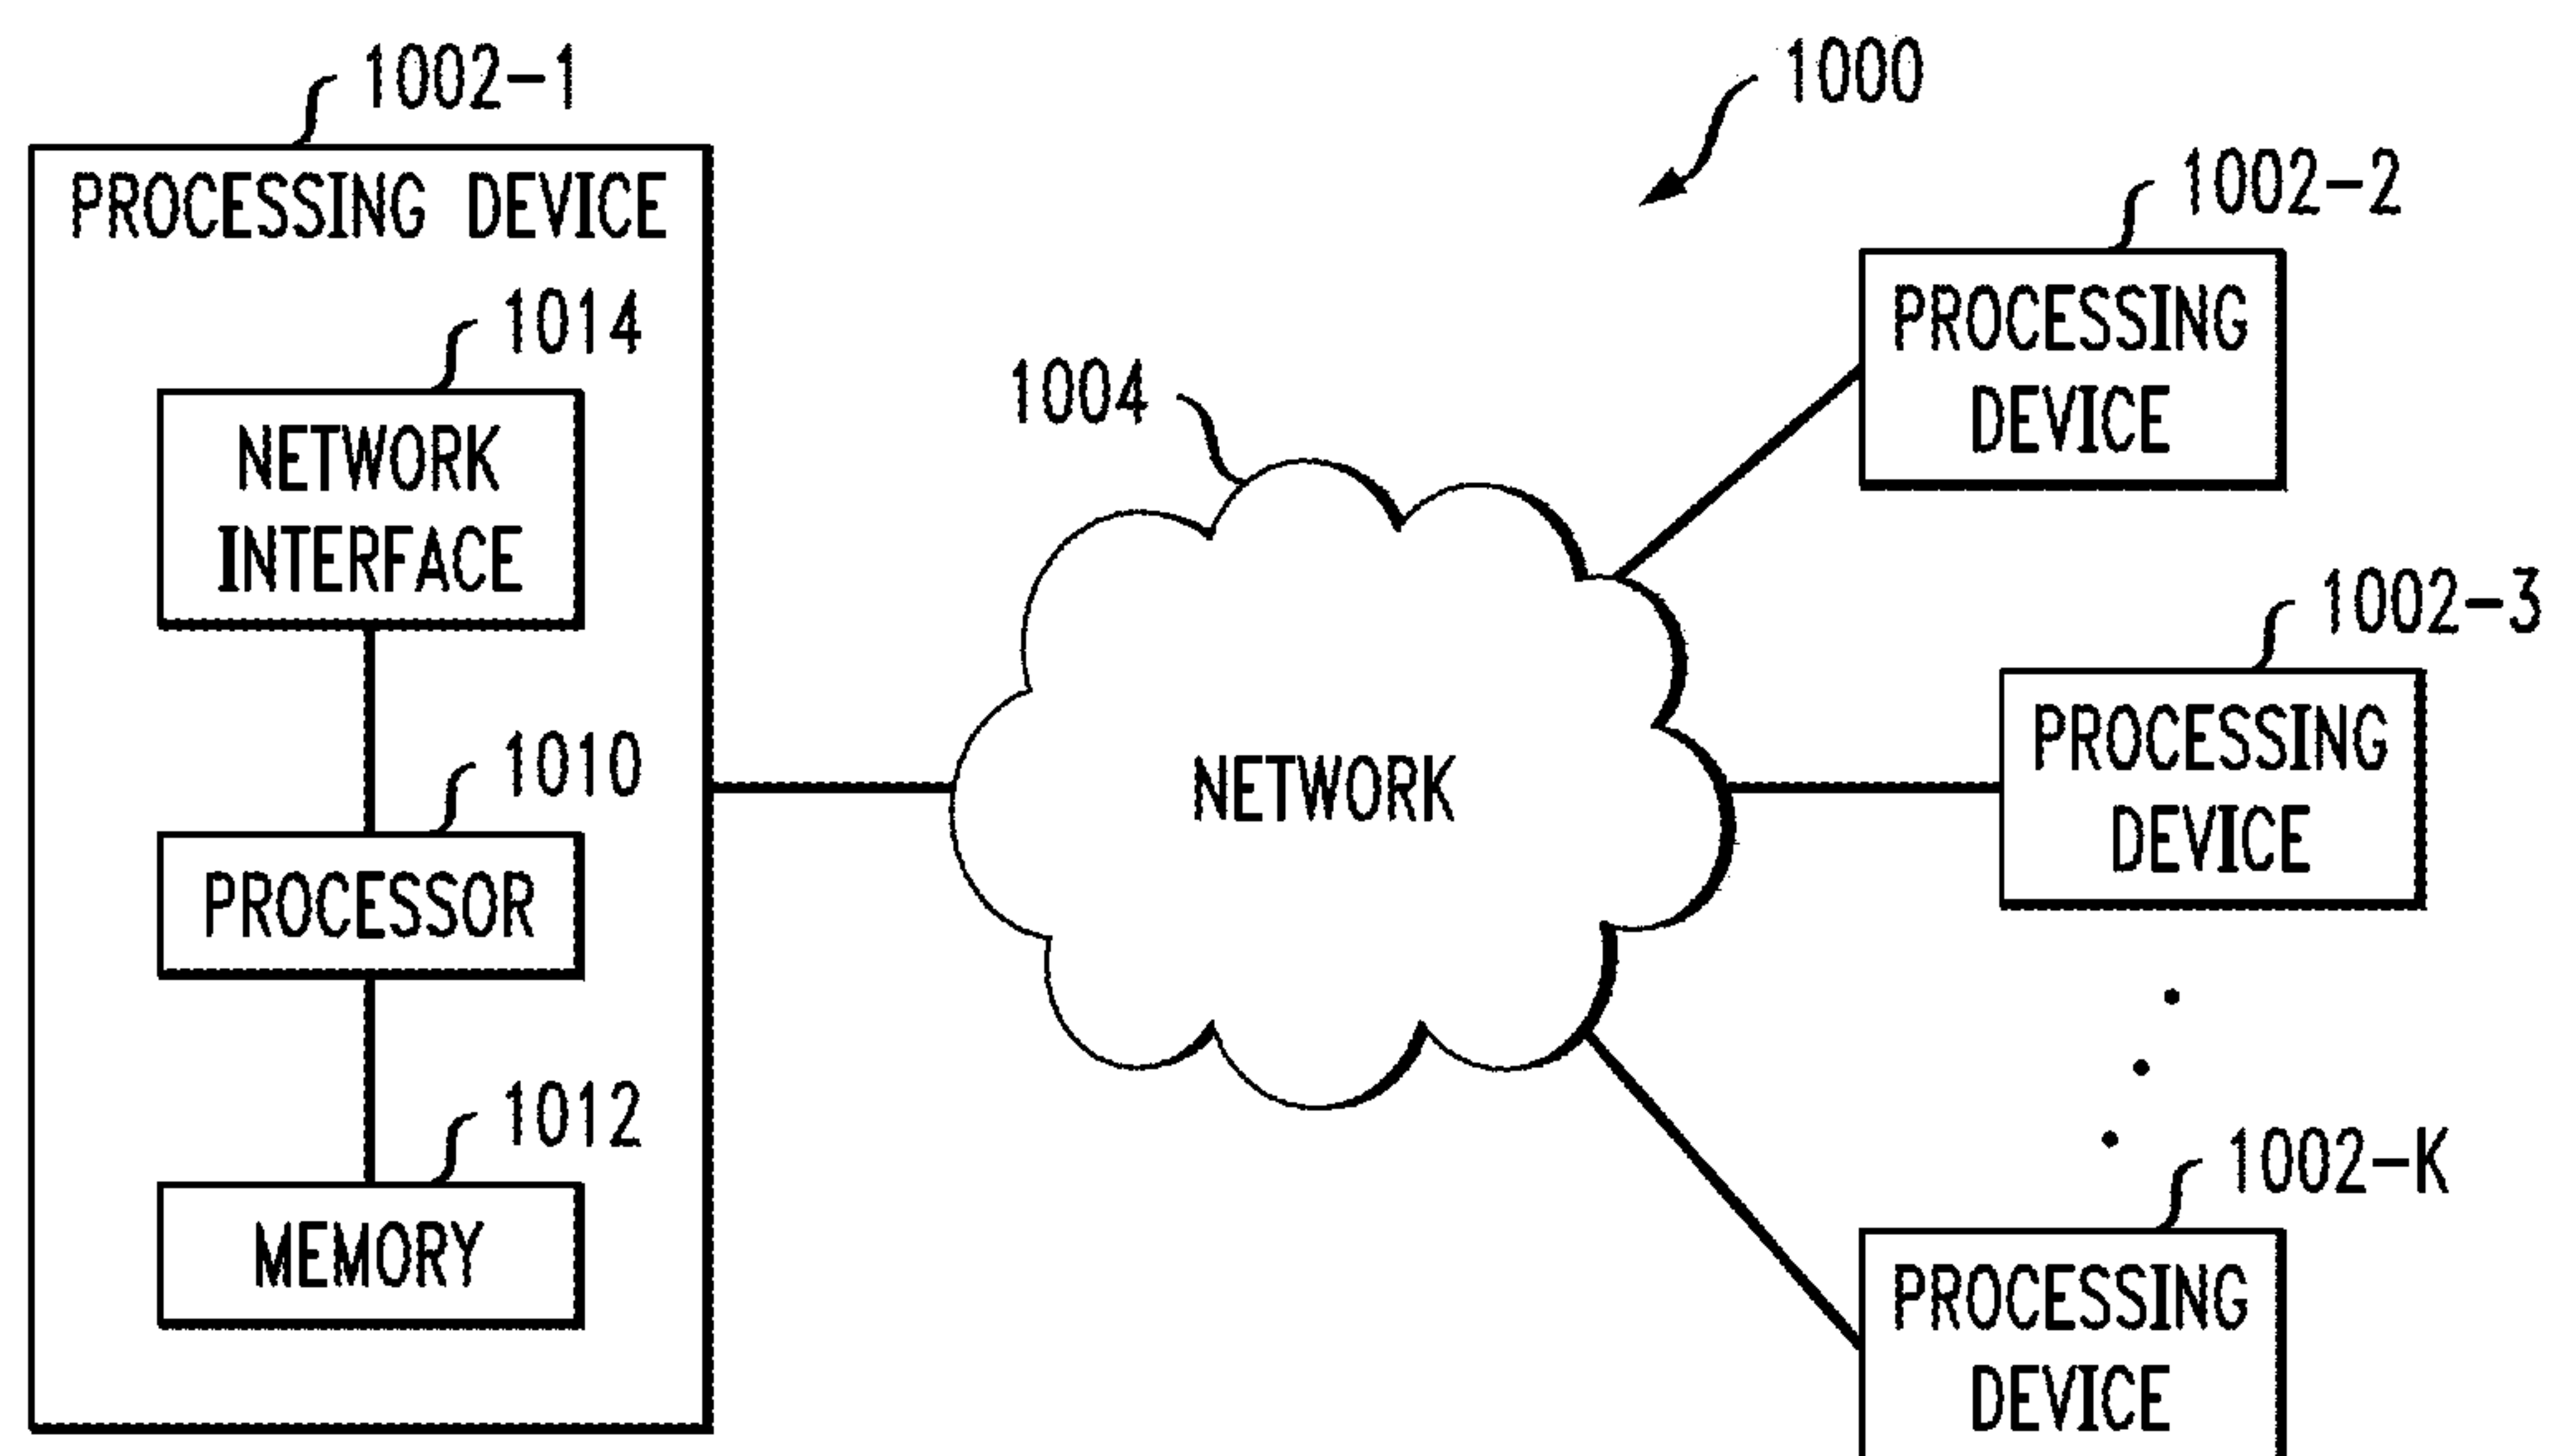 1002-1
PROCESSING DEVICE
1014
NETWORK
INTERFACE
1010
PROCESSOR
1012
MEMORY
1000
1004
NETWORK
1002-2
PROCESSING
DEVICE
1002-3
PROCESSING
DEVICE
1002-K
PROCESSING
DEVICE